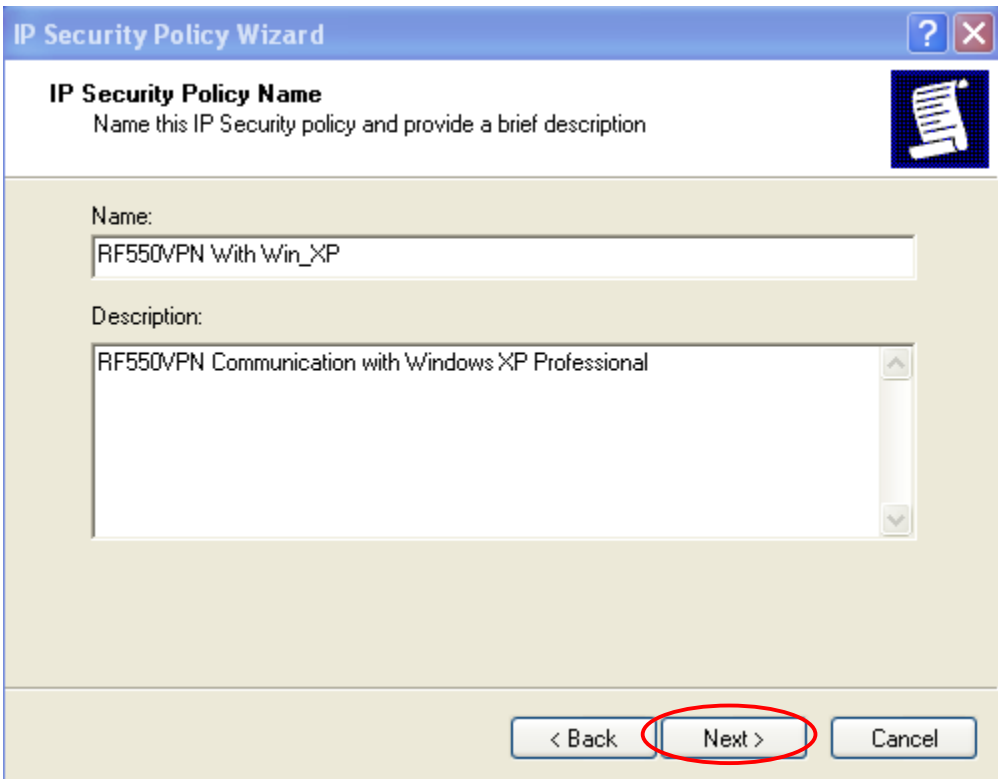 IP Security Policy Wizard
?
IP Security Policy Name
Name this IP Security policy and provide a brief description
Name:
RF550VPN With Win_XP
Description:
RF550VPN Communication with Windows XP Professional
< Back
Next >
Cancel